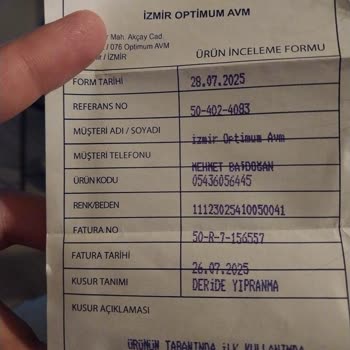 İZMİR OPTİMUM AVM
Mah. Akçay Cad
/076 Optimum AVM
/ İZMİR
ÜRÜN İNCELEME FORMU
FORM TARİHİ 28.07.2025
REFERANS NO 50-402-4083
MÜŞTERİ ADI / SOYADI İzmir Optimum Avm
MÜŞTERİ TELEFONU MEHMET
ÜRÜN KODU 05436056445
RENK/BEDEN 11123025410050041
FATURA NO 50-R-7-156557
FATURA TARİHİ 26.07.2025
KUSUR TANIMI DERİDE YIPRANMA
KUSUR AÇIKLAMASI
ÜRÜNÜN TABANINDA İLK KULLANIMDA